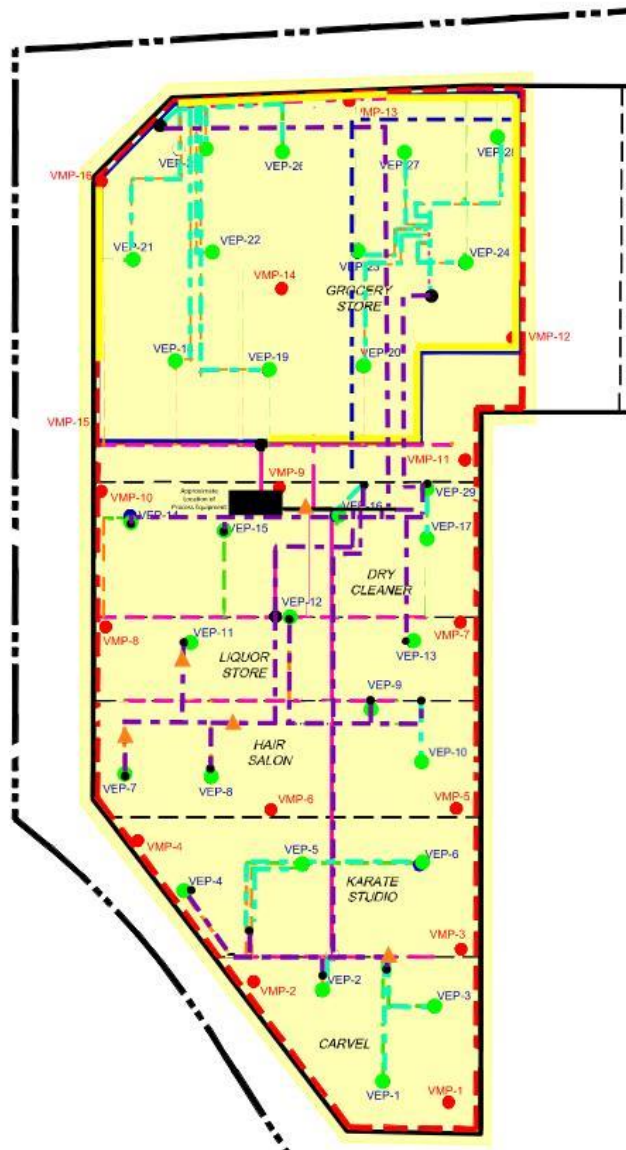 VMP-13
VEP-26
VEP-27
VMP-16
VEP-21
VEP-22
VEP-23
VEP-24
VMP-14
GROCERY
STORE
VMP-12
VEP-19
VEP-20
VMP-15
VMP-11
VMP-9
VMP-10
Approximate
Location of
Process Equipment
VEP-29
VEP-14
VEP-15
VEP-16
VEP-17
DRY
CLEANER
VEP-12
VMP-8
VEP-11
VMP-7
VEP-13
LIQUOR
STORE
VEP-9
HAIR
SALON
VEP-10
VEP-7
VEP-8
VMP-6
VMP-5
VMP-4
VEP-5
VEP-6
VEP-4
KARATE
STUDIO
VMP-3
VMP-2
VEP-2
VEP-3
CARVEL
VEP-1
VMP-1